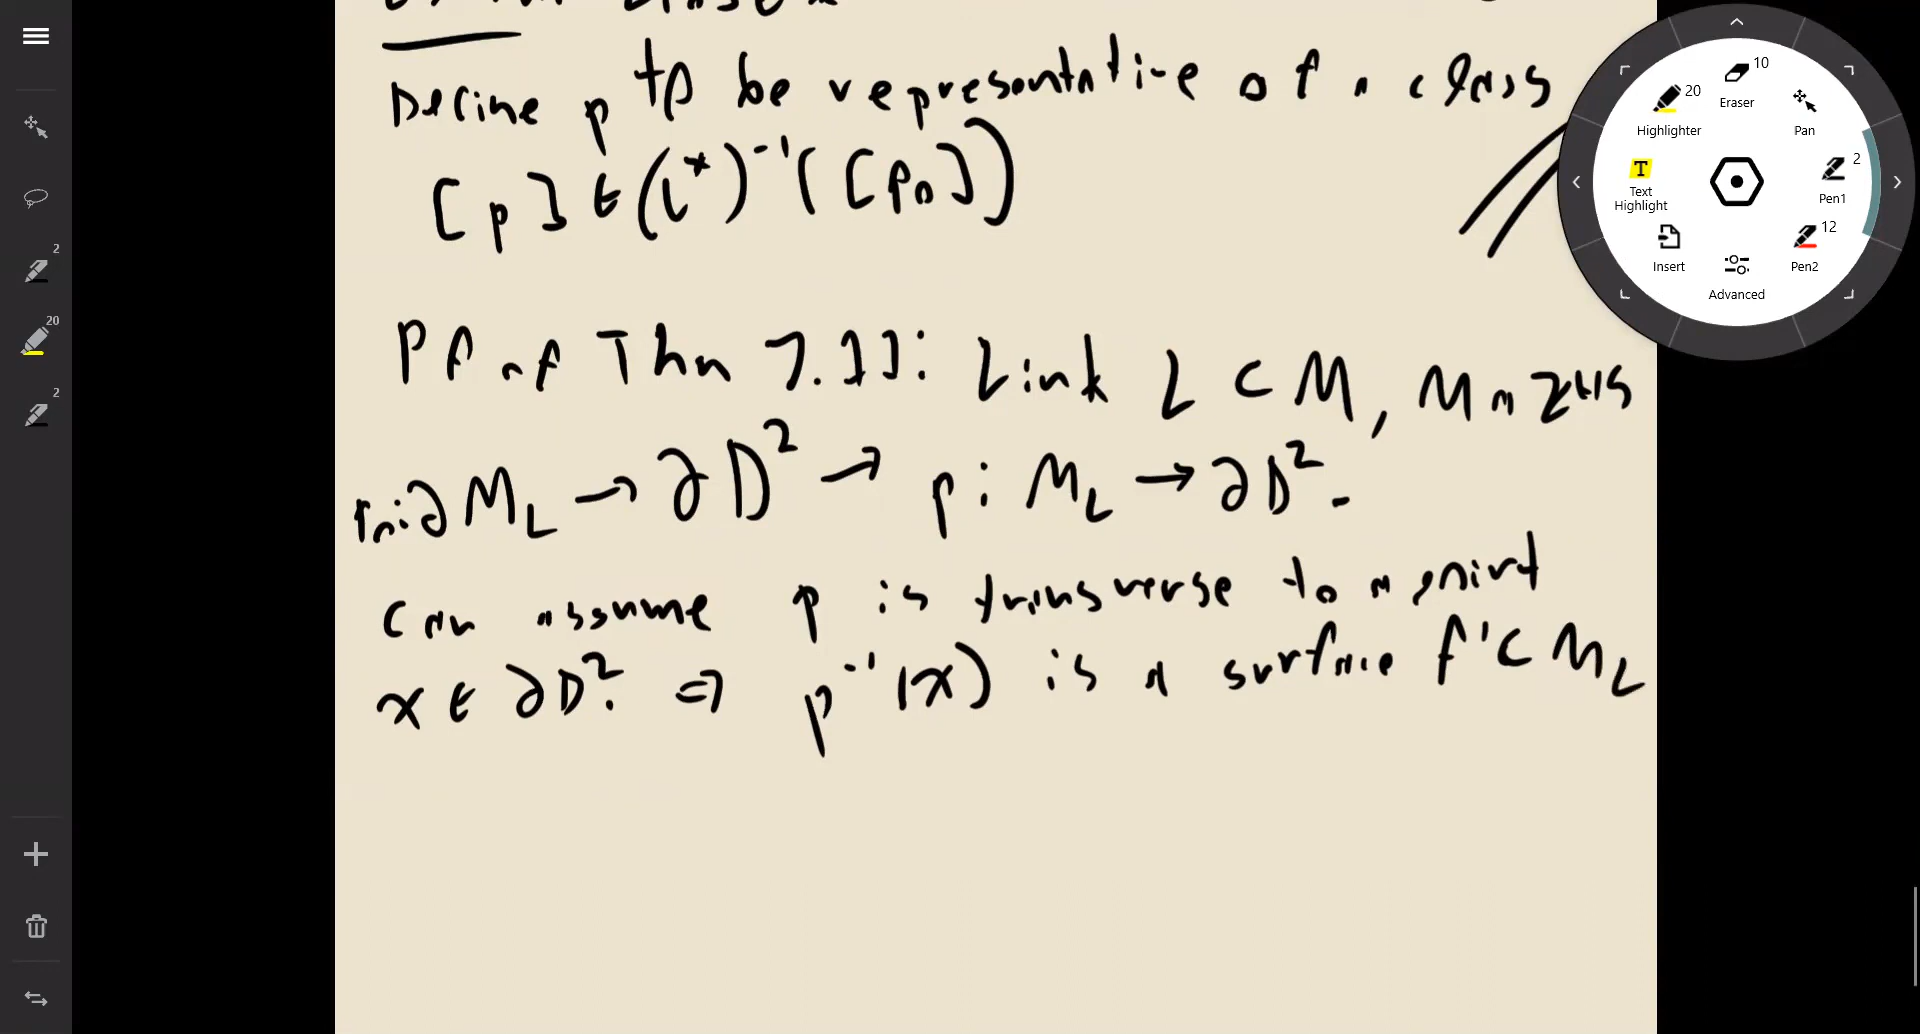 Define p to be representative of a class
[p] ∈ (i*)⁻¹([p₀])
Pf of Thm 7.11: Link L ⊂ M, M a ZHS
∂M_L → ∂D² → p: M_L → ∂D².
Can assume p is transverse to a point
x ∈ ∂D². ⇒ p⁻¹(x) is a surface F' ⊂ M_L
2
20
2
10
Eraser
20
Highlighter
Pan
T
Text
Highlight
2
Pen1
12
Pen2
Insert
Advanced